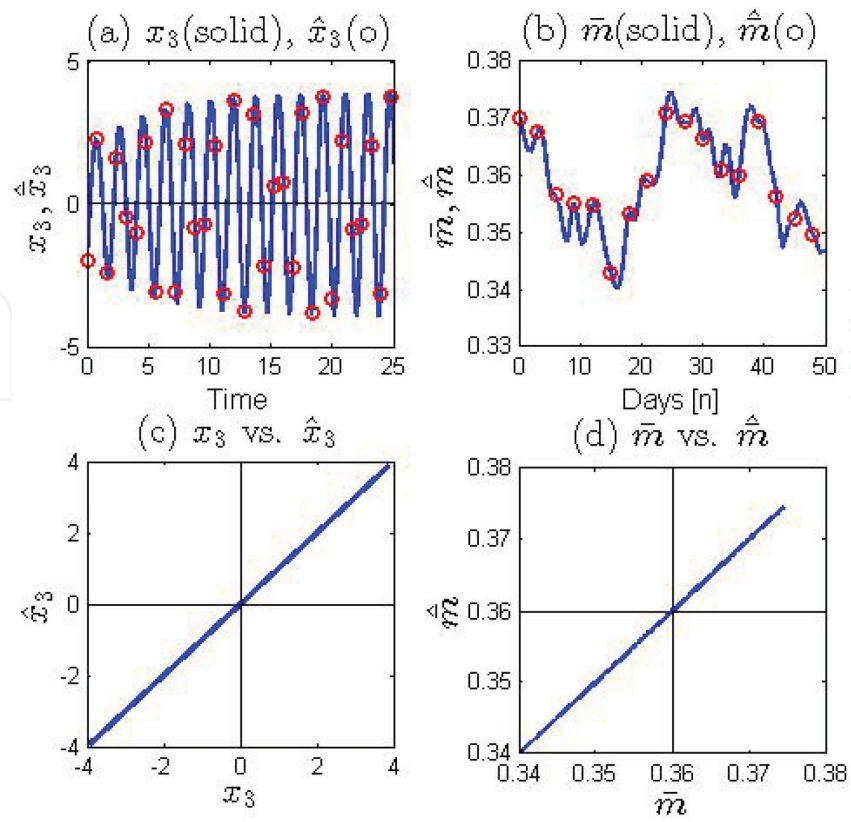 (a) x₃(solid), x̂₃(o)
5
0
-5
0 5 10 15 20 25
x₃, x̂₃
Time
(b) m̄(solid), m̄̂(o)
0.38
0.37
0.36
0.35
0.34
0.33
0 10 20 30 40 50
m̄, m̄̂
Days [n]
(c) x₃ vs. x̂₃
4
2
0
-2
-4
-4 -2 0 2 4
x̂₃
x₃
(d) m̄ vs. m̄̂
0.38
0.37
0.36
0.35
0.34
0.34 0.35 0.36 0.37 0.38
m̄̂
m̄